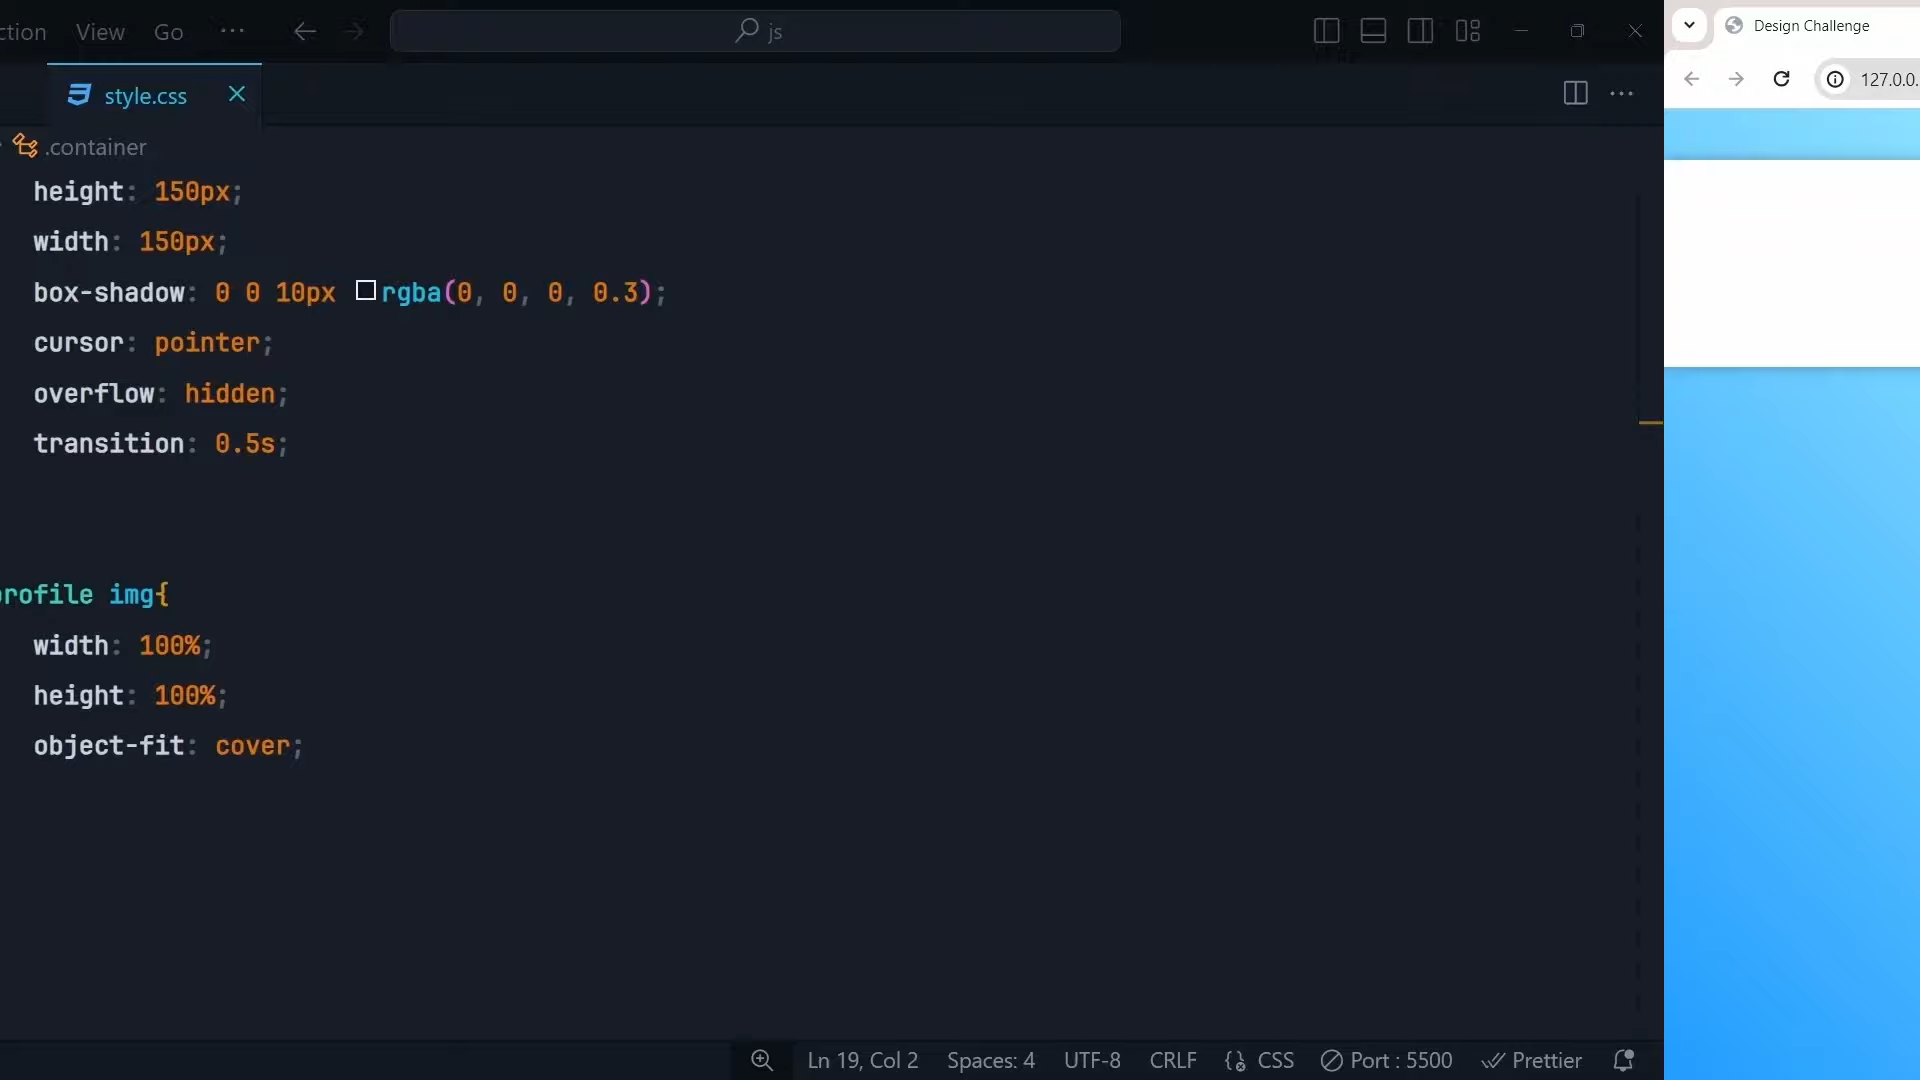 ction View Go ... js
style.css
.container
height: 150px;
width: 150px;
box-shadow: 0 0 10px rgba(0, 0, 0, 0.3);
cursor: pointer;
overflow: hidden;
transition: 0.5s;
profile img{
width: 100%;
height: 100%;
object-fit: cover;
Ln 19, Col 2 Spaces: 4 UTF-8 CRLF CSS Port : 5500 Prettier
Design Challenge
127.0.0.